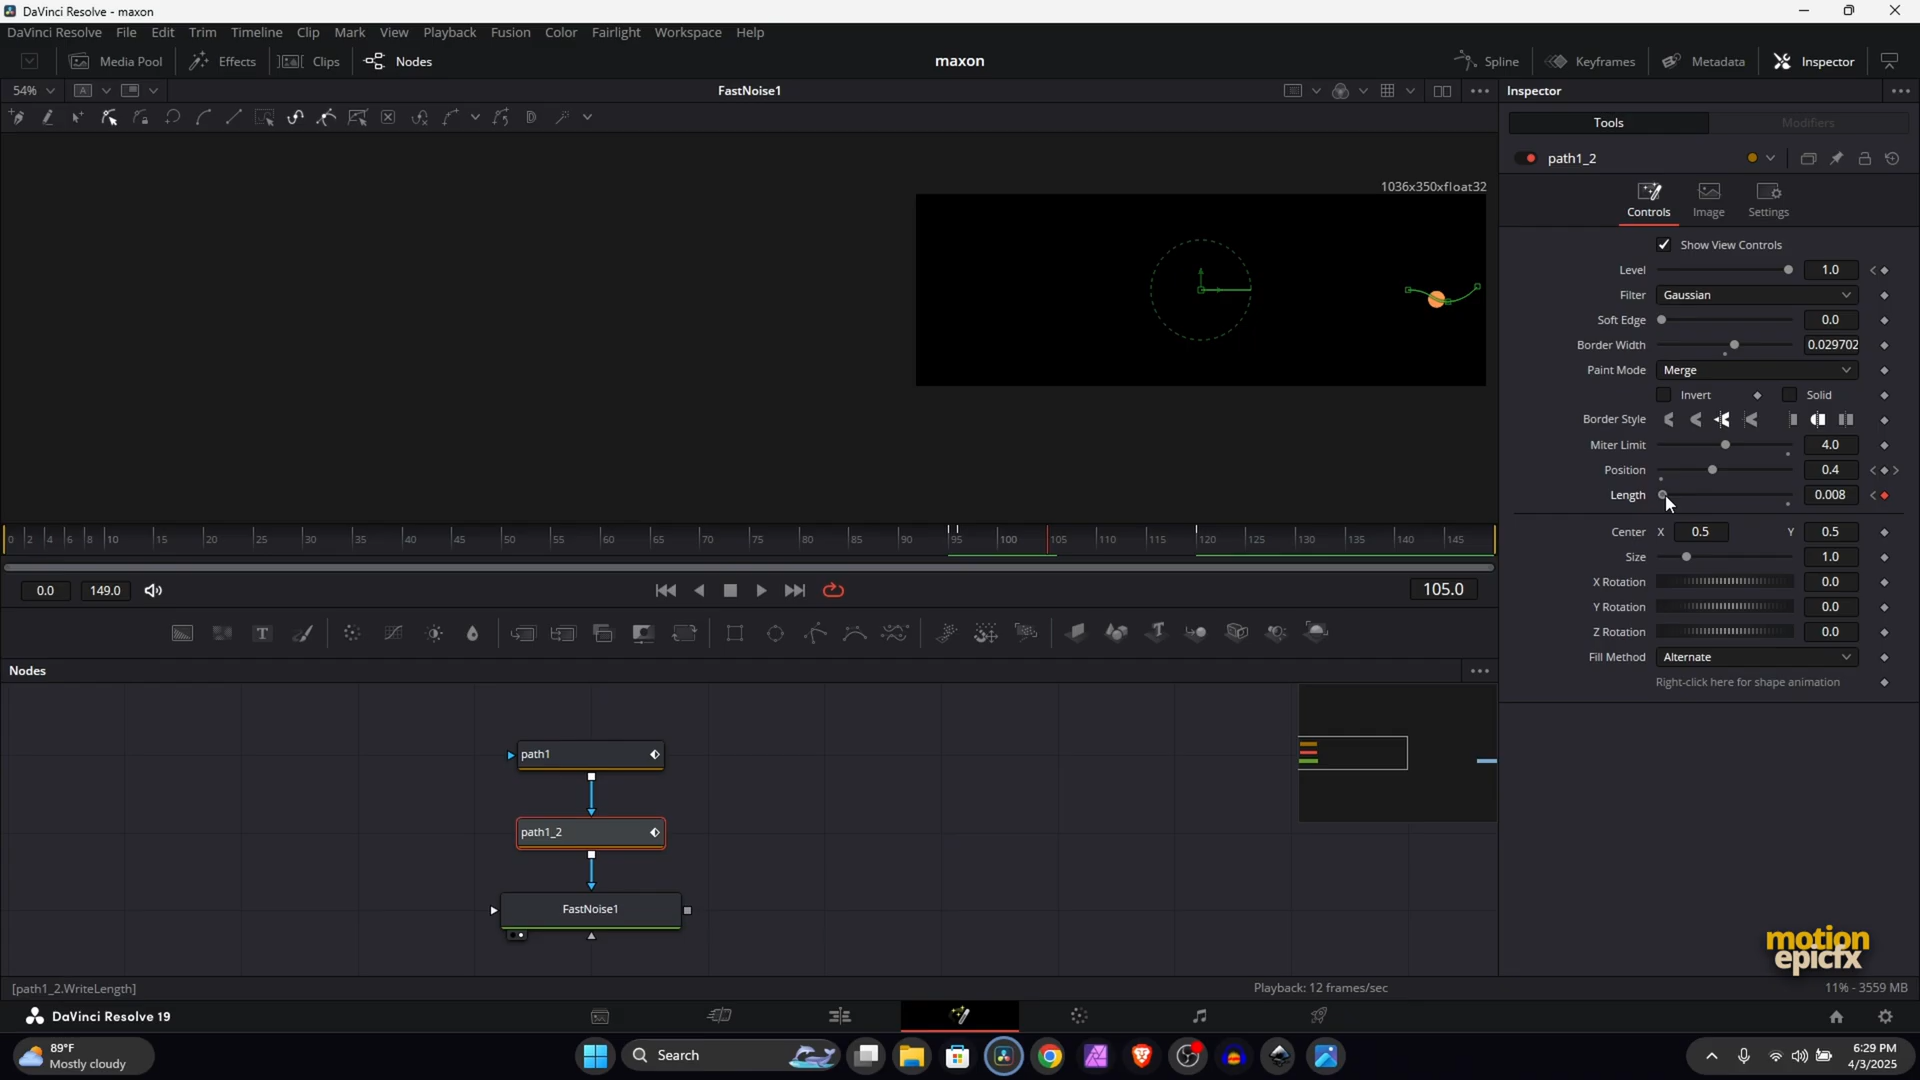 DaVinci Resolve - maxon
DaVinci Resolve File Edit Trim Timeline Clip Mark View Playback Fusion Color Fairlight Workspace Help
Media Pool Effects Clips Nodes maxon Spline Keyframes Metadata Inspector
54% A FastNoise1 Inspector
D
Tools Modifiers
path1_2
1036x350xfloat32
Controls Image Settings
Show View Controls
Level 1.0
Filter Gaussian
Soft Edge 0.0
Border Width 0.029702
Paint Mode Merge
Invert Solid
Border Style
Miter Limit 4.0
Position 0.4
Length 0.008
Center X 0.5 Y 0.5
Size 1.0
X Rotation 0.0
Y Rotation 0.0
Z Rotation 0.0
Fill Method Alternate
Right-click here for shape animation
0 2 4 6 8 10 15 20 25 30 35 40 45 50 55 60 65 70 75 80 85 90 95 100 105 110 115 120 125 130 135 140 145
0.0 149.0 105.0
T
Nodes
path1
path1_2
FastNoise1
motion
epicfx
[path1_2.WriteLength] Playback: 12 frames/sec 11% - 3559 MB
DaVinci Resolve 19
89°F
Mostly cloudy
Search
6:29 PM
4/3/2025